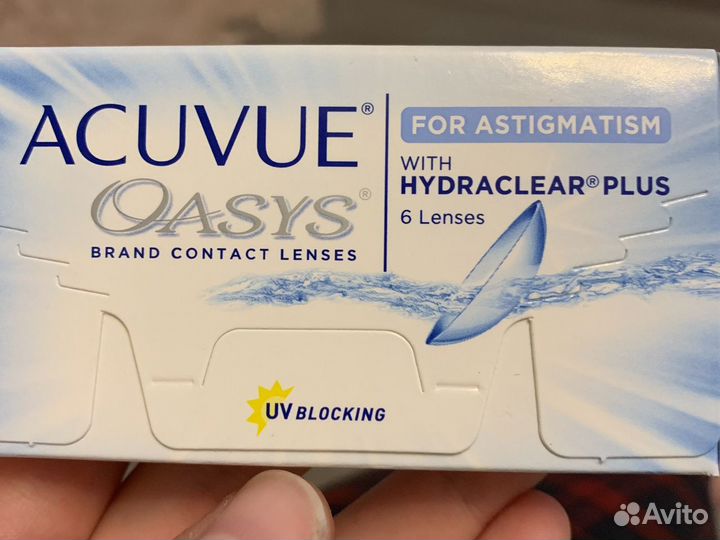 ACUVUE®
OASYS®
BRAND CONTACT LENSES
FOR ASTIGMATISM
WITH
HYDRACLEAR® PLUS
6 Lenses
UV BLOCKING
Avito